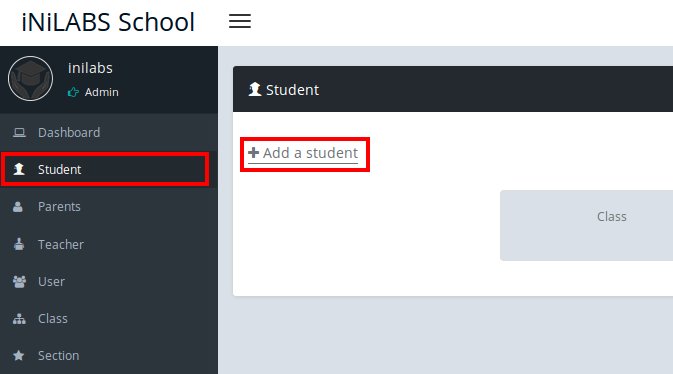 iNiLABS School
inilabs
Admin
Dashboard
Student
Parents
Teacher
User
Class
Section
Student
Add a student
Class